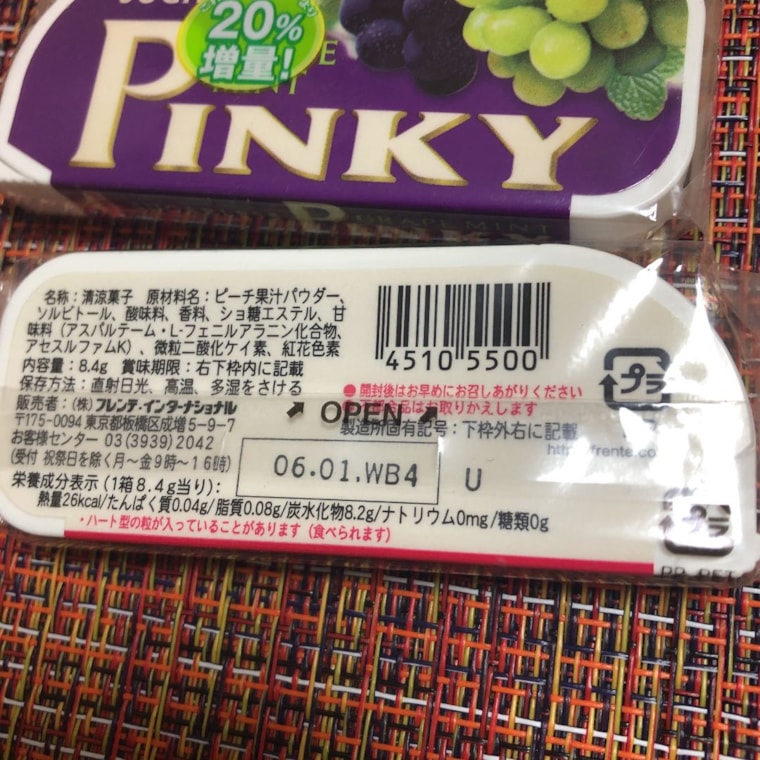 20%
増量!
PINKY
名称：清涼菓子 原材料名：ピーチ果汁パウダー、
ソルビトール、酸味料、香料、ショ糖エステル、甘
味料（アスパルテーム・L-フェニルアラニン化合物、
アセスルファムK）、微粒二酸化ケイ素、紅花色素
内容量：8.4g 賞味期限：右下枠内に記載
保存方法：直射日光、高温、多湿をさける
販売者：（株）フレンテ・インターナショナル
〒175-0094 東京都板橋区成増5-9-7
お客様センター 03(3939)2042
(受付 祝祭日を除く月～金9時～16時)
4510 5500
●開封後はお早めにお召しあがりください
お取りかえします
プラ
OPEN
製造所固有記号：下枠外右に記載
06.01.WB4
U
栄養成分表示（1箱8.4g当り）：
熱量26kcal/たんぱく質0.04g/脂質0.08g/炭水化物8.2g/ナトリウム0mg/糖類0g
・ハート型の粒が入っていることがあります（食べられます）
プラ